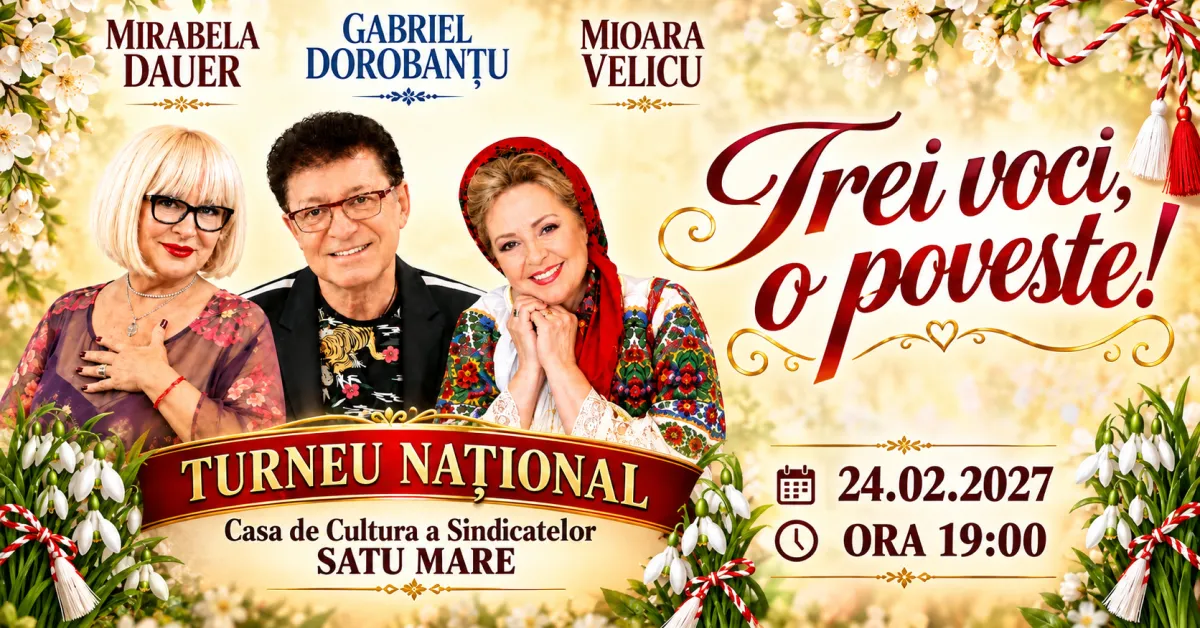 MIRABELA
DAUER
GABRIEL
DOROBANȚU
MIOARA
VELICU
Trei voci,
o poveste!
TURNEU NAȚIONAL
Casa de Cultura a Sindicatelor
SATU MARE
24.02.2027
ORA 19:00